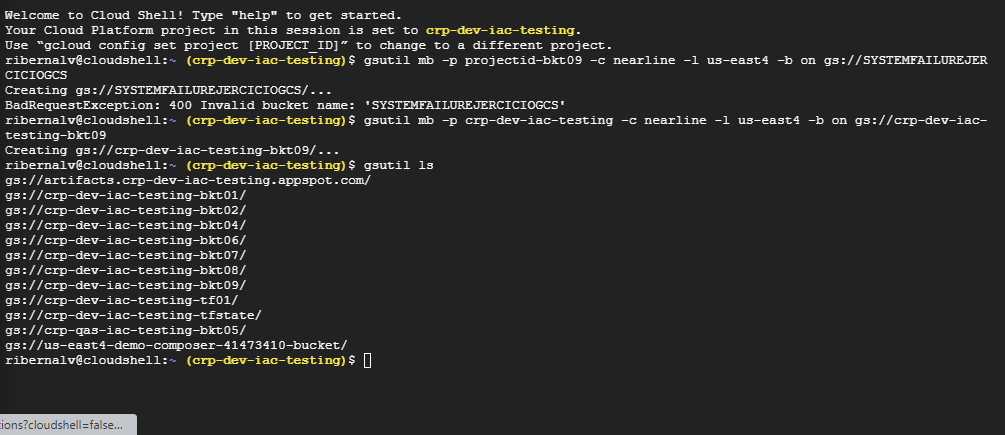 Welcome to Cloud Shell! Type "help" to get started.
Your Cloud Platform project in this session is set to crp-dev-iac-testing.
Use “gcloud config set project [PROJECT_ID]” to change to a different project.
ribernalv@cloudshell:~ (crp-dev-iac-testing)$ gsutil mb -p projectid-bkt09 -c nearline -l us-east4 -b on gs://SYSTEMFAILUREJER
CICIOGCS
Creating gs://SYSTEMFAILUREJERCICIOGCS/...
BadRequestException: 400 Invalid bucket name: 'SYSTEMFAILUREJERCICIOGCS'
ribernalv@cloudshell:~ (crp-dev-iac-testing)$ gsutil mb -p crp-dev-iac-testing -c nearline -l us-east4 -b on gs://crp-dev-iac-
testing-bkt09
Creating gs://crp-dev-iac-testing-bkt09/...
ribernalv@cloudshell:~ (crp-dev-iac-testing)$ gsutil ls
gs://artifacts.crp-dev-iac-testing.appspot.com/
gs://crp-dev-iac-testing-bkt01/
gs://crp-dev-iac-testing-bkt02/
gs://crp-dev-iac-testing-bkt04/
gs://crp-dev-iac-testing-bkt06/
gs://crp-dev-iac-testing-bkt07/
gs://crp-dev-iac-testing-bkt08/
gs://crp-dev-iac-testing-bkt09/
gs://crp-dev-iac-testing-tf01/
gs://crp-dev-iac-testing-tfstate/
gs://crp-qas-iac-testing-bkt05/
gs://us-east4-demo-composer-41473410-bucket/
ribernalv@cloudshell:~ (crp-dev-iac-testing)$
ions?cloudshell=false...